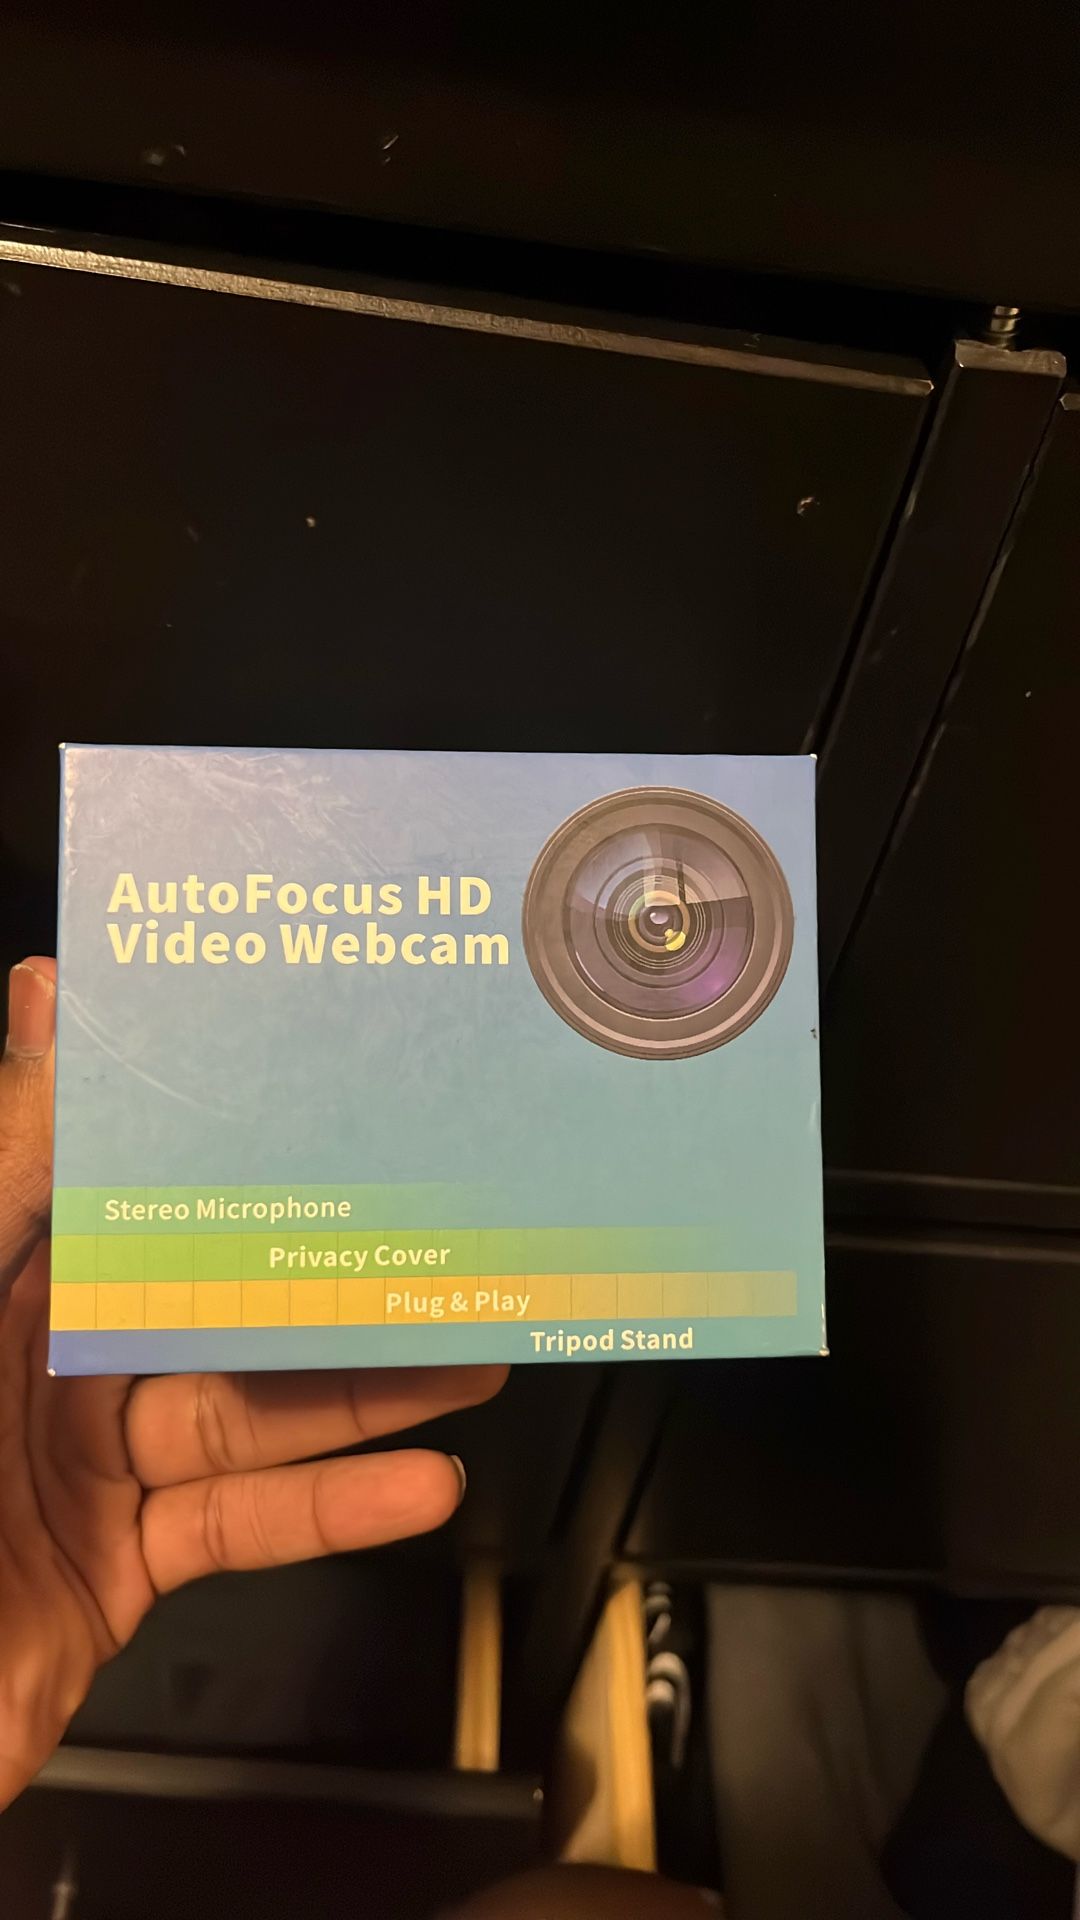 AutoFocus HD
Video Webcam
Stereo Microphone
Privacy Cover
Plug & Play
Tripod Stand